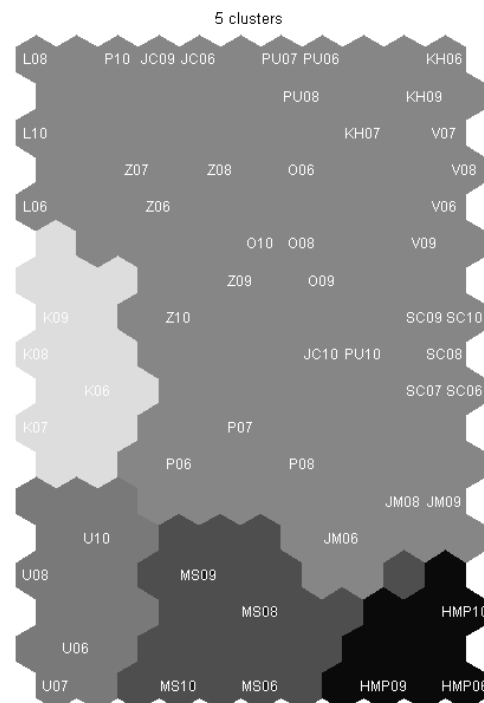 5 clusters
L08 P10 JC09 JC06 PU07 PU06 KH06
PU08 KH09
L10 KH07 V07
Z07 Z08 O06 V08
L06 Z06 V06
O10 O08 V09
Z09 O09
K09 Z10 SC09 SC10
K08 JC10 PU10 SC08
K06 SC07 SC06
K07 P07
P06 P08
JM08 JM09
U10 JM06
U08 MS09
MS08 HMP10
U06
U07 MS10 MS06 HMP09 HMP06